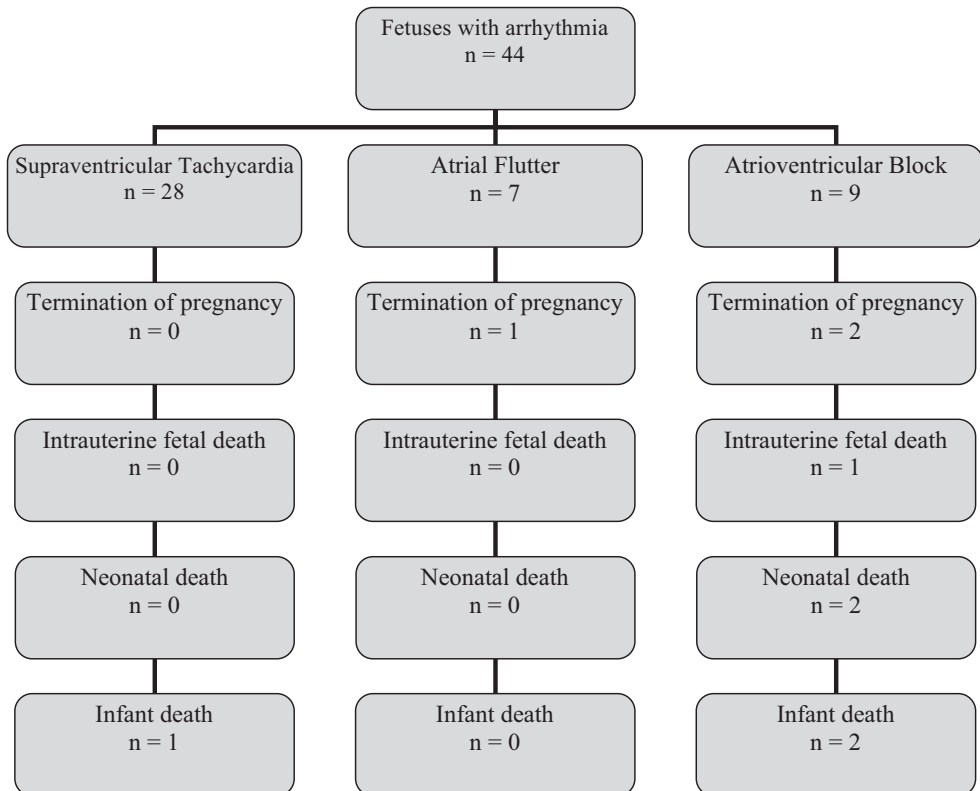 Fetuses with arrhythmia
n = 44
Supraventricular Tachycardia
n = 28
Atrial Flutter
n = 7
Atrioventricular Block
n = 9
Termination of pregnancy
n = 0
Termination of pregnancy
n = 1
Termination of pregnancy
n = 2
Intrauterine fetal death
n = 0
Intrauterine fetal death
n = 0
Intrauterine fetal death
n = 1
Neonatal death
n = 0
Neonatal death
n = 0
Neonatal death
n = 2
Infant death
n = 1
Infant death
n = 0
Infant death
n = 2